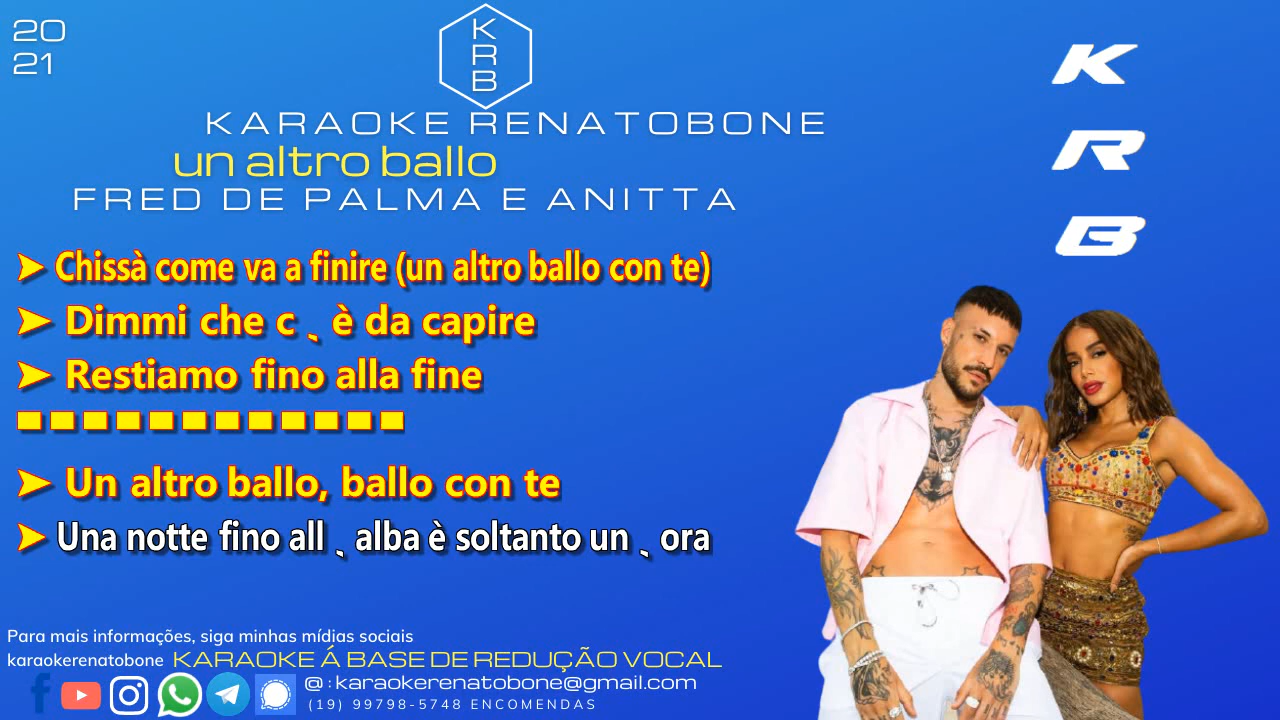 20
21
K
R
B
KARAOKE RENATOBONE
un altro ballo
FRED DE PALMA E ANITTA
K
R
B
➤ Chissà come va a finire (un altro ballo con te)
➤ Dimmi che c ˎ è da capire
➤ Restiamo fino alla fine
➤ Un altro ballo, ballo con te
➤ Una notte fino all ˎ alba è soltanto un ˎ ora
Para mais informações, siga minhas mídias sociais
karaokerenatobone KARAOKE Á BASE DE REDUÇÃO VOCAL
@ : karaokerenatobone@gmail.com
(19) 99798-5748 ENCOMENDAS